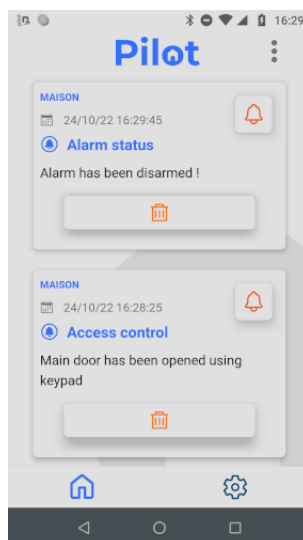 16:29
Pilot
MAISON
24/10/22 16:29:45
Alarm status
Alarm has been disarmed !
MAISON
24/10/22 16:28:25
Access control
Main door has been opened using
keypad